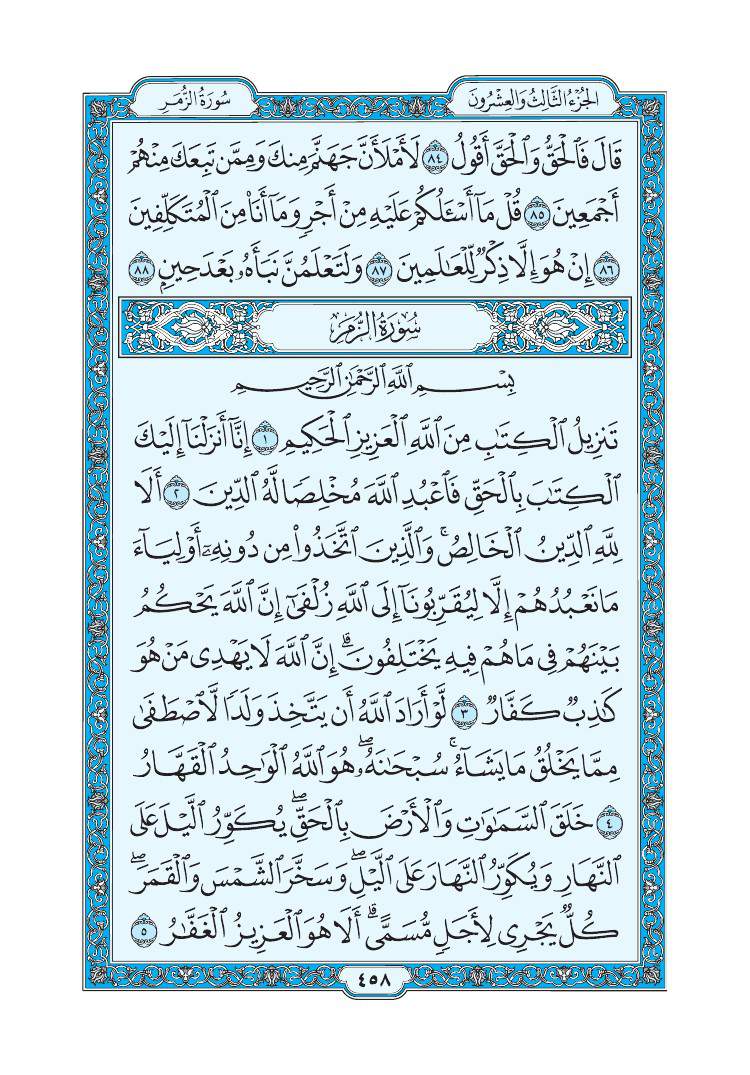 الجُزْءُ الثَّالِثُ وَالعِشْرُونَ
سُورَةُ الزُّمَرِ
قَالَ فَٱلْحَقُّ وَٱلْحَقَّ أَقُولُ ٨٤ لَأَمْلَأَنَّ جَهَنَّمَ مِنكَ وَمِمَّن تَبِعَكَ مِنْهُمْ
أَجْمَعِينَ ٨٥ قُلْ مَآ أَسْـَٔلُكُمْ عَلَيْهِ مِنْ أَجْرٍ وَمَآ أَنَا۠ مِنَ ٱلْمُتَكَلِّفِينَ
٨٦ إِنْ هُوَ إِلَّا ذِكْرٌ لِّلْعَٰلَمِينَ ٨٧ وَلَتَعْلَمُنَّ نَبَأَهُۥ بَعْدَ حِينٍۭ ٨٨
سُورَةُ الزُّمَرِ
بِسْمِ ٱللَّهِ ٱلرَّحْمَٰنِ ٱلرَّحِيمِ
تَنزِيلُ ٱلْكِتَٰبِ مِنَ ٱللَّهِ ٱلْعَزِيزِ ٱلْحَكِيمِ ١ إِنَّآ أَنزَلْنَآ إِلَيْكَ
ٱلْكِتَٰبَ بِٱلْحَقِّ فَٱعْبُدِ ٱللَّهَ مُخْلِصًا لَّهُ ٱلدِّينَ ٢ أَلَا
لِلَّهِ ٱلدِّينُ ٱلْخَالِصُ ۚ وَٱلَّذِينَ ٱتَّخَذُوا۟ مِن دُونِهِۦٓ أَوْلِيَآءَ
مَا نَعْبُدُهُمْ إِلَّا لِيُقَرِّبُونَآ إِلَى ٱللَّهِ زُلْفَىٰٓ إِنَّ ٱللَّهَ يَحْكُمُ
بَيْنَهُمْ فِى مَا هُمْ فِيهِ يَخْتَلِفُونَ ۗ إِنَّ ٱللَّهَ لَا يَهْدِى مَنْ هُوَ
كَٰذِبٌ كَفَّارٌ ٣ لَّوْ أَرَادَ ٱللَّهُ أَن يَتَّخِذَ وَلَدًا لَّٱصْطَفَىٰ
مِمَّا يَخْلُقُ مَا يَشَآءُ ۚ سُبْحَٰنَهُۥ ۖ هُوَ ٱللَّهُ ٱلْوَٰحِدُ ٱلْقَهَّارُ
٤ خَلَقَ ٱلسَّمَٰوَٰتِ وَٱلْأَرْضَ بِٱلْحَقِّ ۖ يُكَوِّرُ ٱلَّيْلَ عَلَى
ٱلنَّهَارِ وَيُكَوِّرُ ٱلنَّهَارَ عَلَى ٱلَّيْلِ ۖ وَسَخَّرَ ٱلشَّمْسَ وَٱلْقَمَرَ ۖ
كُلٌّ يَجْرِى لِأَجَلٍ مُّسَمًّى ۗ أَلَا هُوَ ٱلْعَزِيزُ ٱلْغَفَّٰرُ ٥
٤٥٨